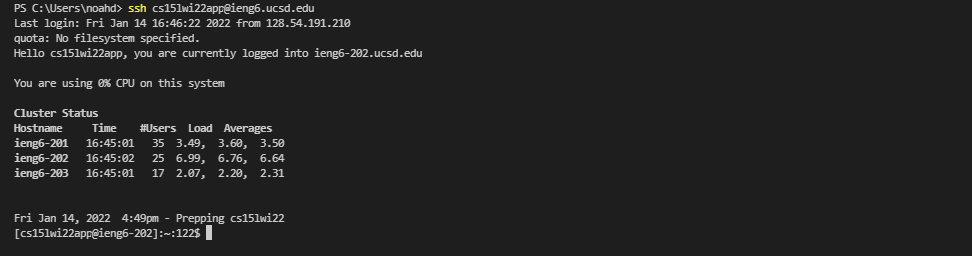 PS C:\Users\noahd> ssh cs15lwi22app@ieng6.ucsd.edu
Last login: Fri Jan 14 16:46:22 2022 from 128.54.191.210
quota: No filesystem specified.
Hello cs15lwi22app, you are currently logged into ieng6-202.ucsd.edu
You are using 0% CPU on this system
Cluster Status
Hostname     Time    #Users  Load  Averages
ieng6-201   16:45:01   35  3.49,  3.60,  3.50
ieng6-202   16:45:02   25  6.99,  6.76,  6.64
ieng6-203   16:45:01   17  2.07,  2.20,  2.31
Fri Jan 14, 2022  4:49pm - Prepping cs15lwi22
[cs15lwi22app@ieng6-202]:~:122$